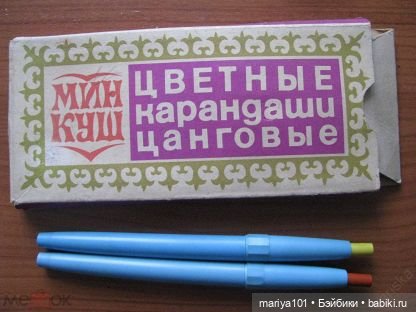 МИН
КУШ
ЦВЕТНЫЕ
карандаши
цанговые
mariya101 • Бэйбики • babiki.ru